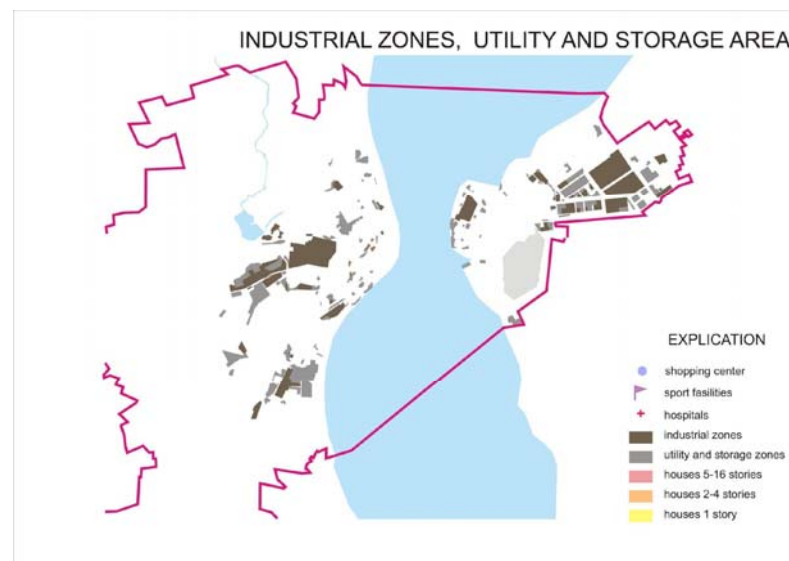 INDUSTRIAL ZONES, UTILITY AND STORAGE AREA
EXPLICATION
shopping center
sport fasilities
hospitals
industrial zones
utility and storage zones
houses 5-16 stories
houses 2-4 stories
houses 1 story